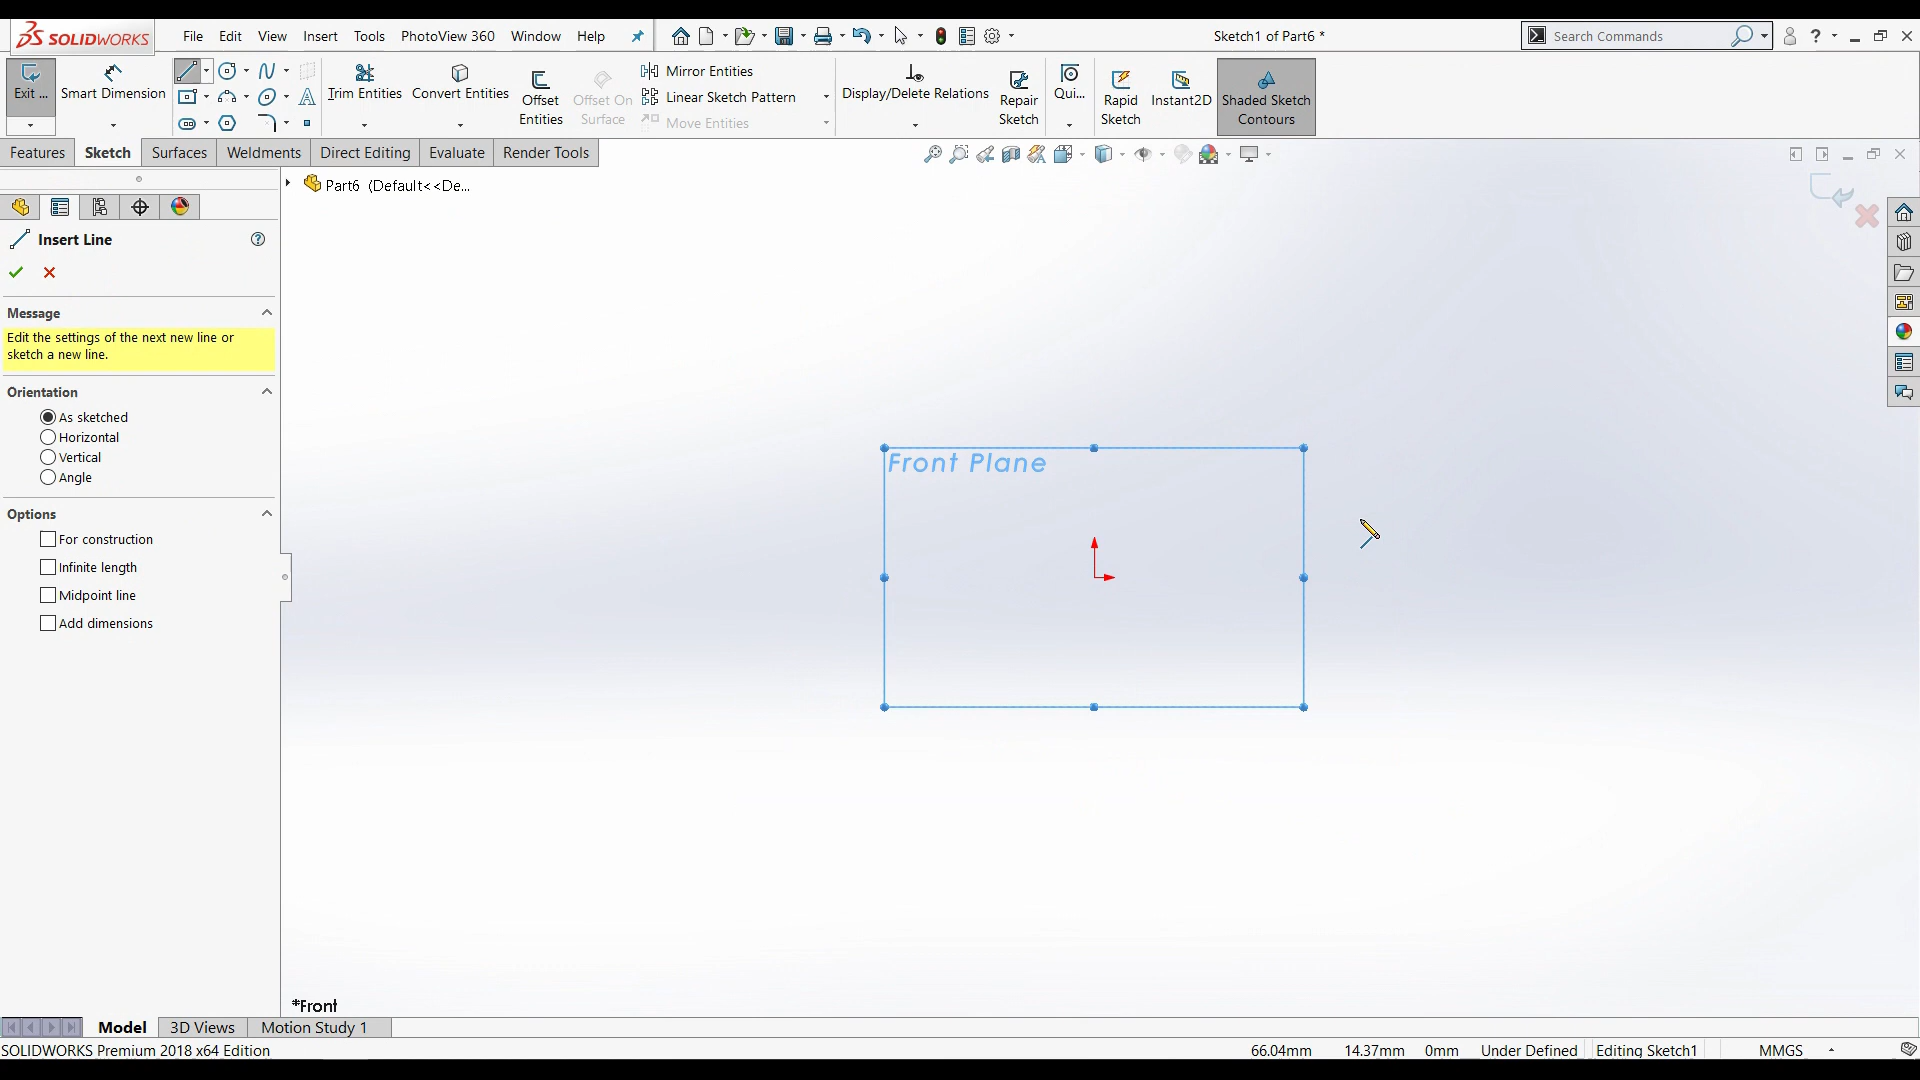 SOLIDWORKS
File Edit View Insert Tools PhotoView 360 Window Help
Sketch1 of Part6 *
Search Commands
?
Exit ...
Smart Dimension
Trim Entities
Convert Entities
Offset
Entities
Offset On
Surface
Mirror Entities
Linear Sketch Pattern
Move Entities
Display/Delete Relations
Repair
Sketch
Qui...
Rapid
Sketch
Instant2D
Shaded Sketch
Contours
Features Sketch Surfaces Weldments Direct Editing Evaluate Render Tools
Part6 (Default<<De...
Insert Line
?
Message
Edit the settings of the next new line or
sketch a new line.
Orientation
As sketched
Horizontal
Vertical
Angle
Options
For construction
Infinite length
Midpoint line
Add dimensions
Front Plane
*Front
Model 3D Views Motion Study 1
SOLIDWORKS Premium 2018 x64 Edition
66.04mm 14.37mm 0mm Under Defined Editing Sketch1 MMGS